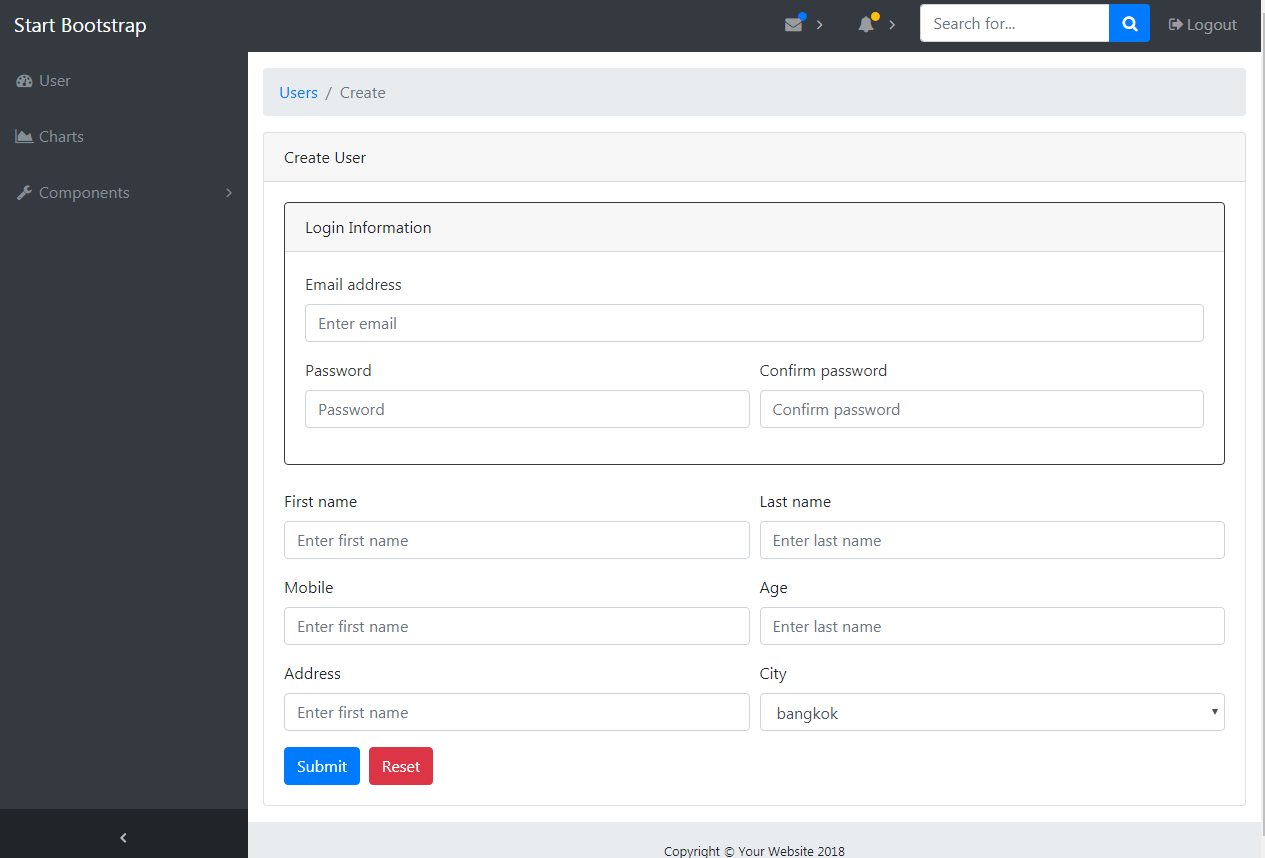 Start Bootstrap
Search for...
Logout
User
Charts
Components
Users / Create
Create User
Login Information
Email address
Enter email
Password Confirm password
Password Confirm password
First name Last name
Enter first name Enter last name
Mobile Age
Enter first name Enter last name
Address City
Enter first name bangkok
Submit Reset
Copyright © Your Website 2018